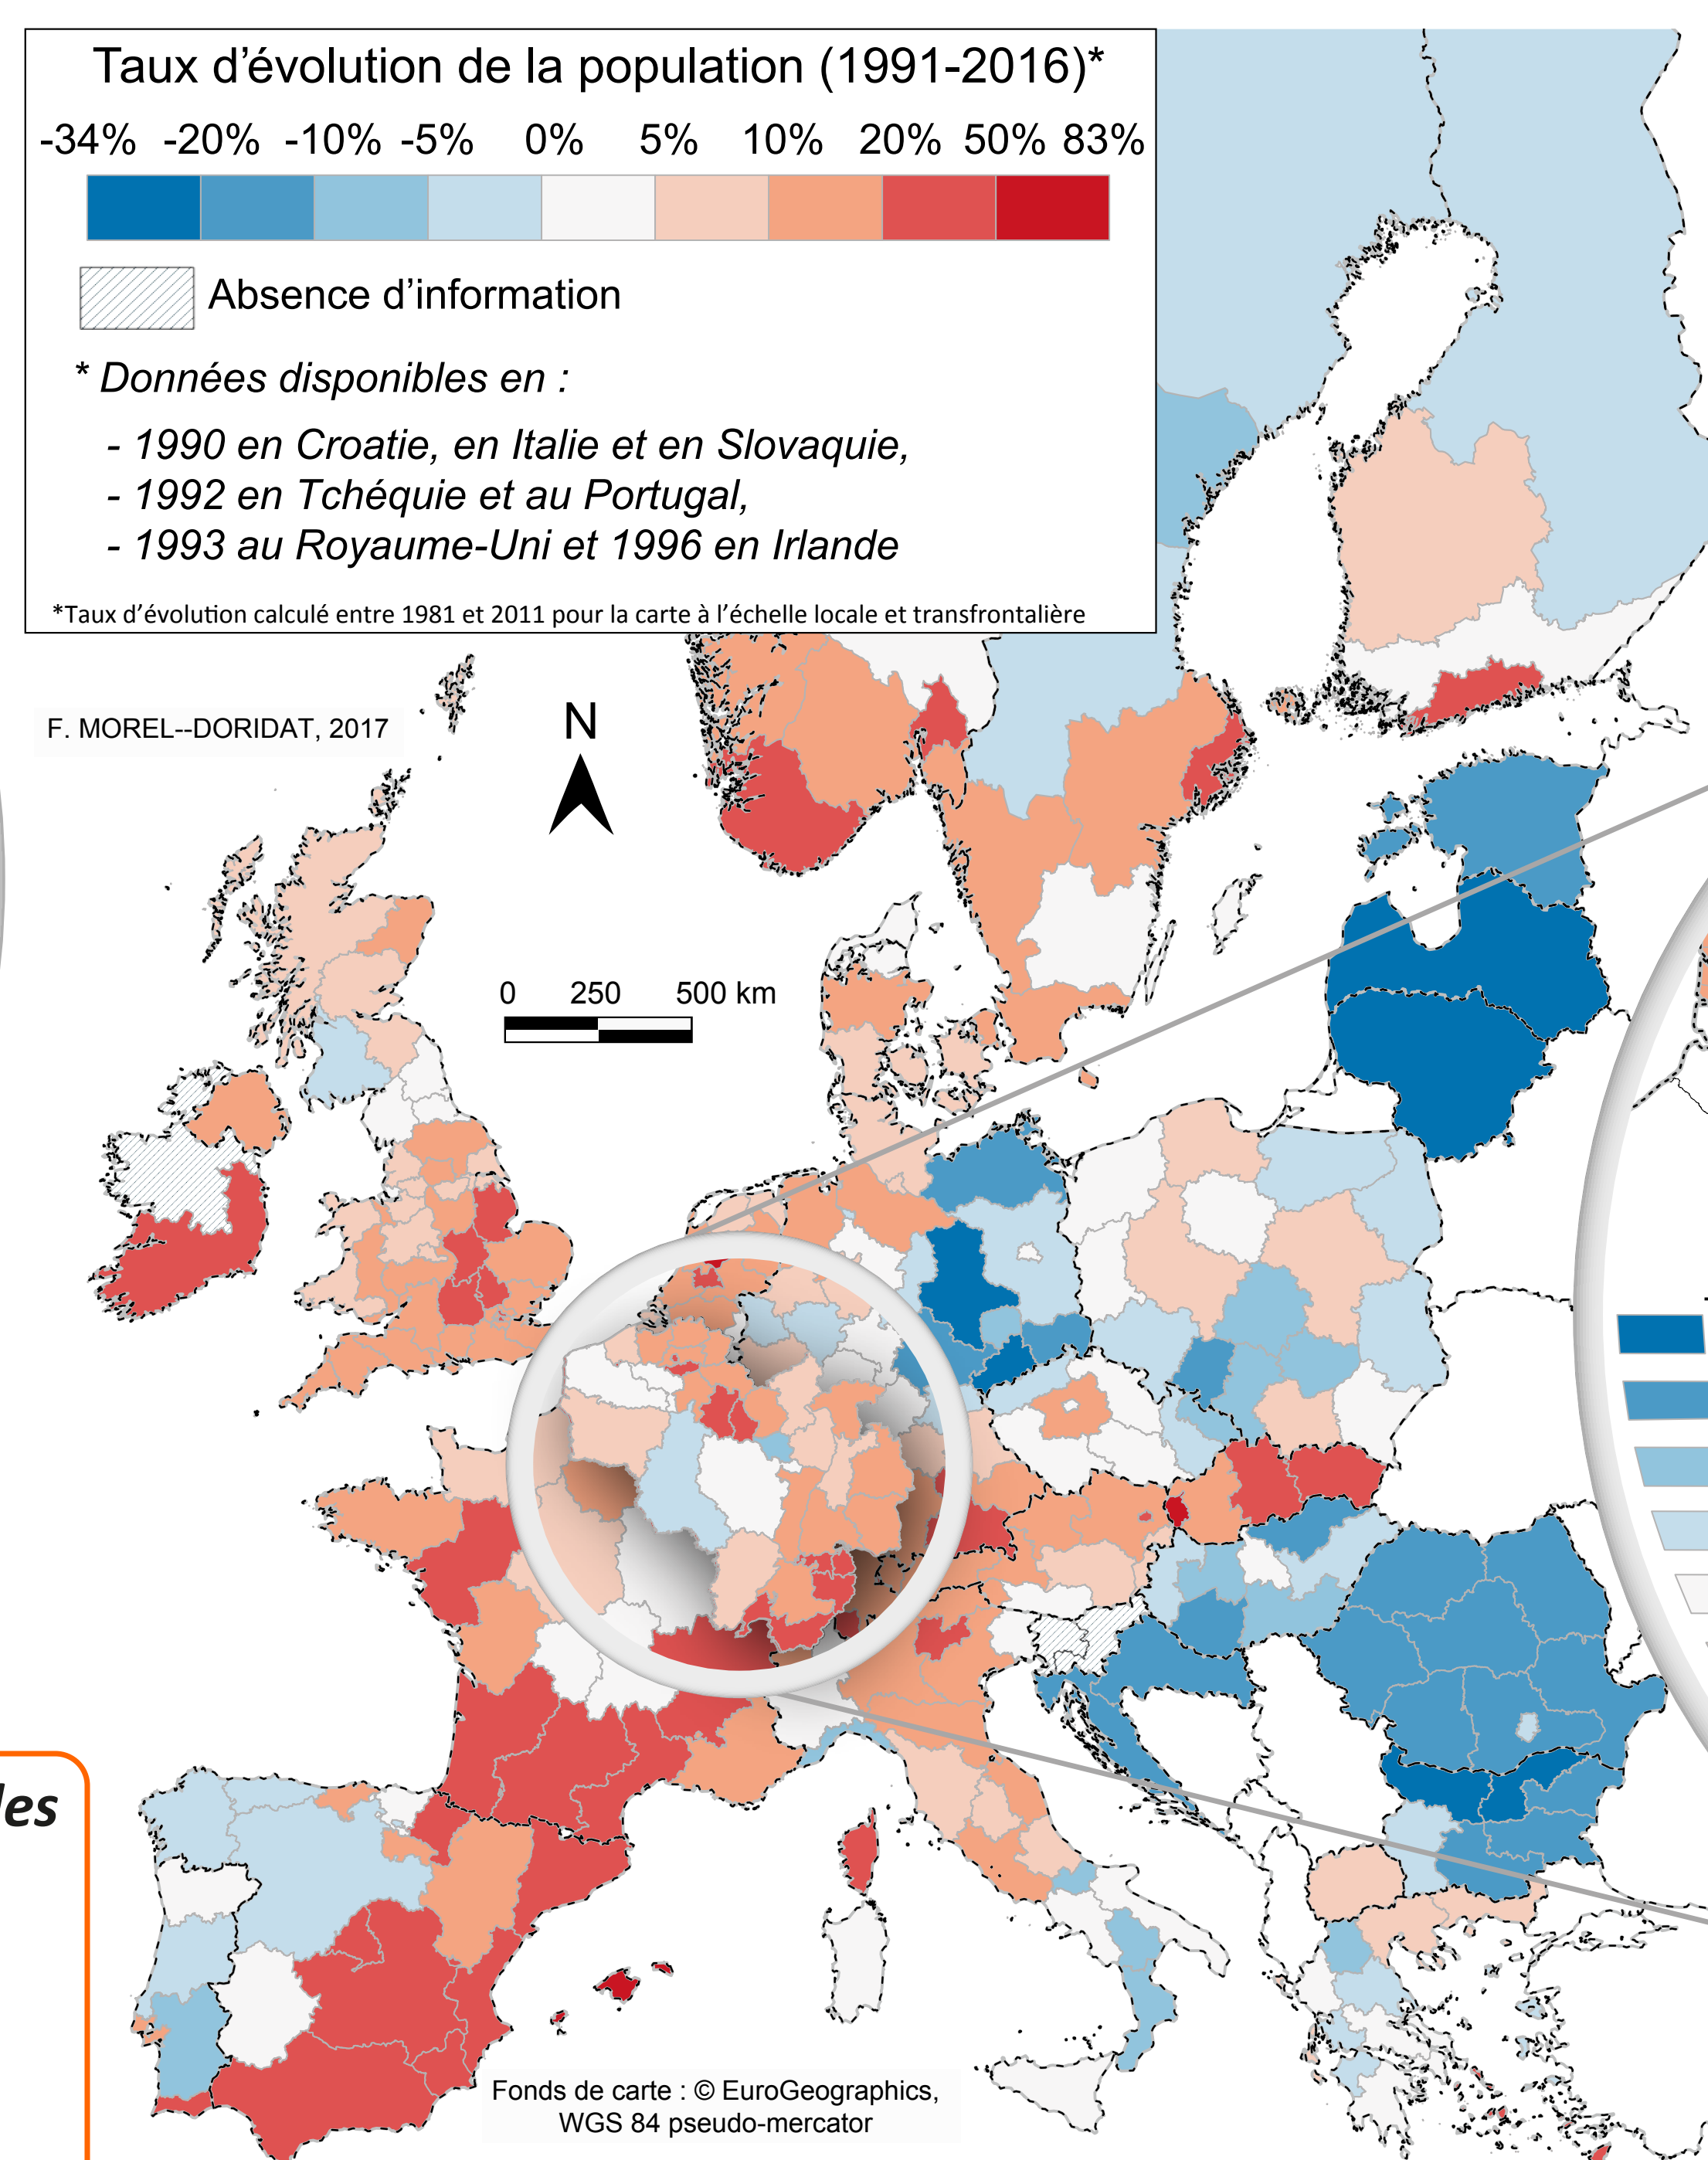 Taux d’évolution de la population (1991-2016)*
-34% -20% -10% -5% 0% 5% 10% 20% 50% 83%
Absence d’information
* Données disponibles en :
- 1990 en Croatie, en Italie et en Slovaquie,
- 1992 en Tchéquie et au Portugal,
- 1993 au Royaume-Uni et 1996 en Irlande
*Taux d’évolution calculé entre 1981 et 2011 pour la carte à l’échelle locale et transfrontalière
F. MOREL--DORIDAT, 2017
N
0 250 500 km
les
Fonds de carte : © EuroGeographics,
WGS 84 pseudo-mercator